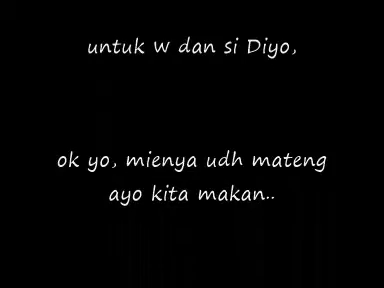 untuk w dan si Diyo,
ok yo, mienya udh mateng
ayo kita makan..